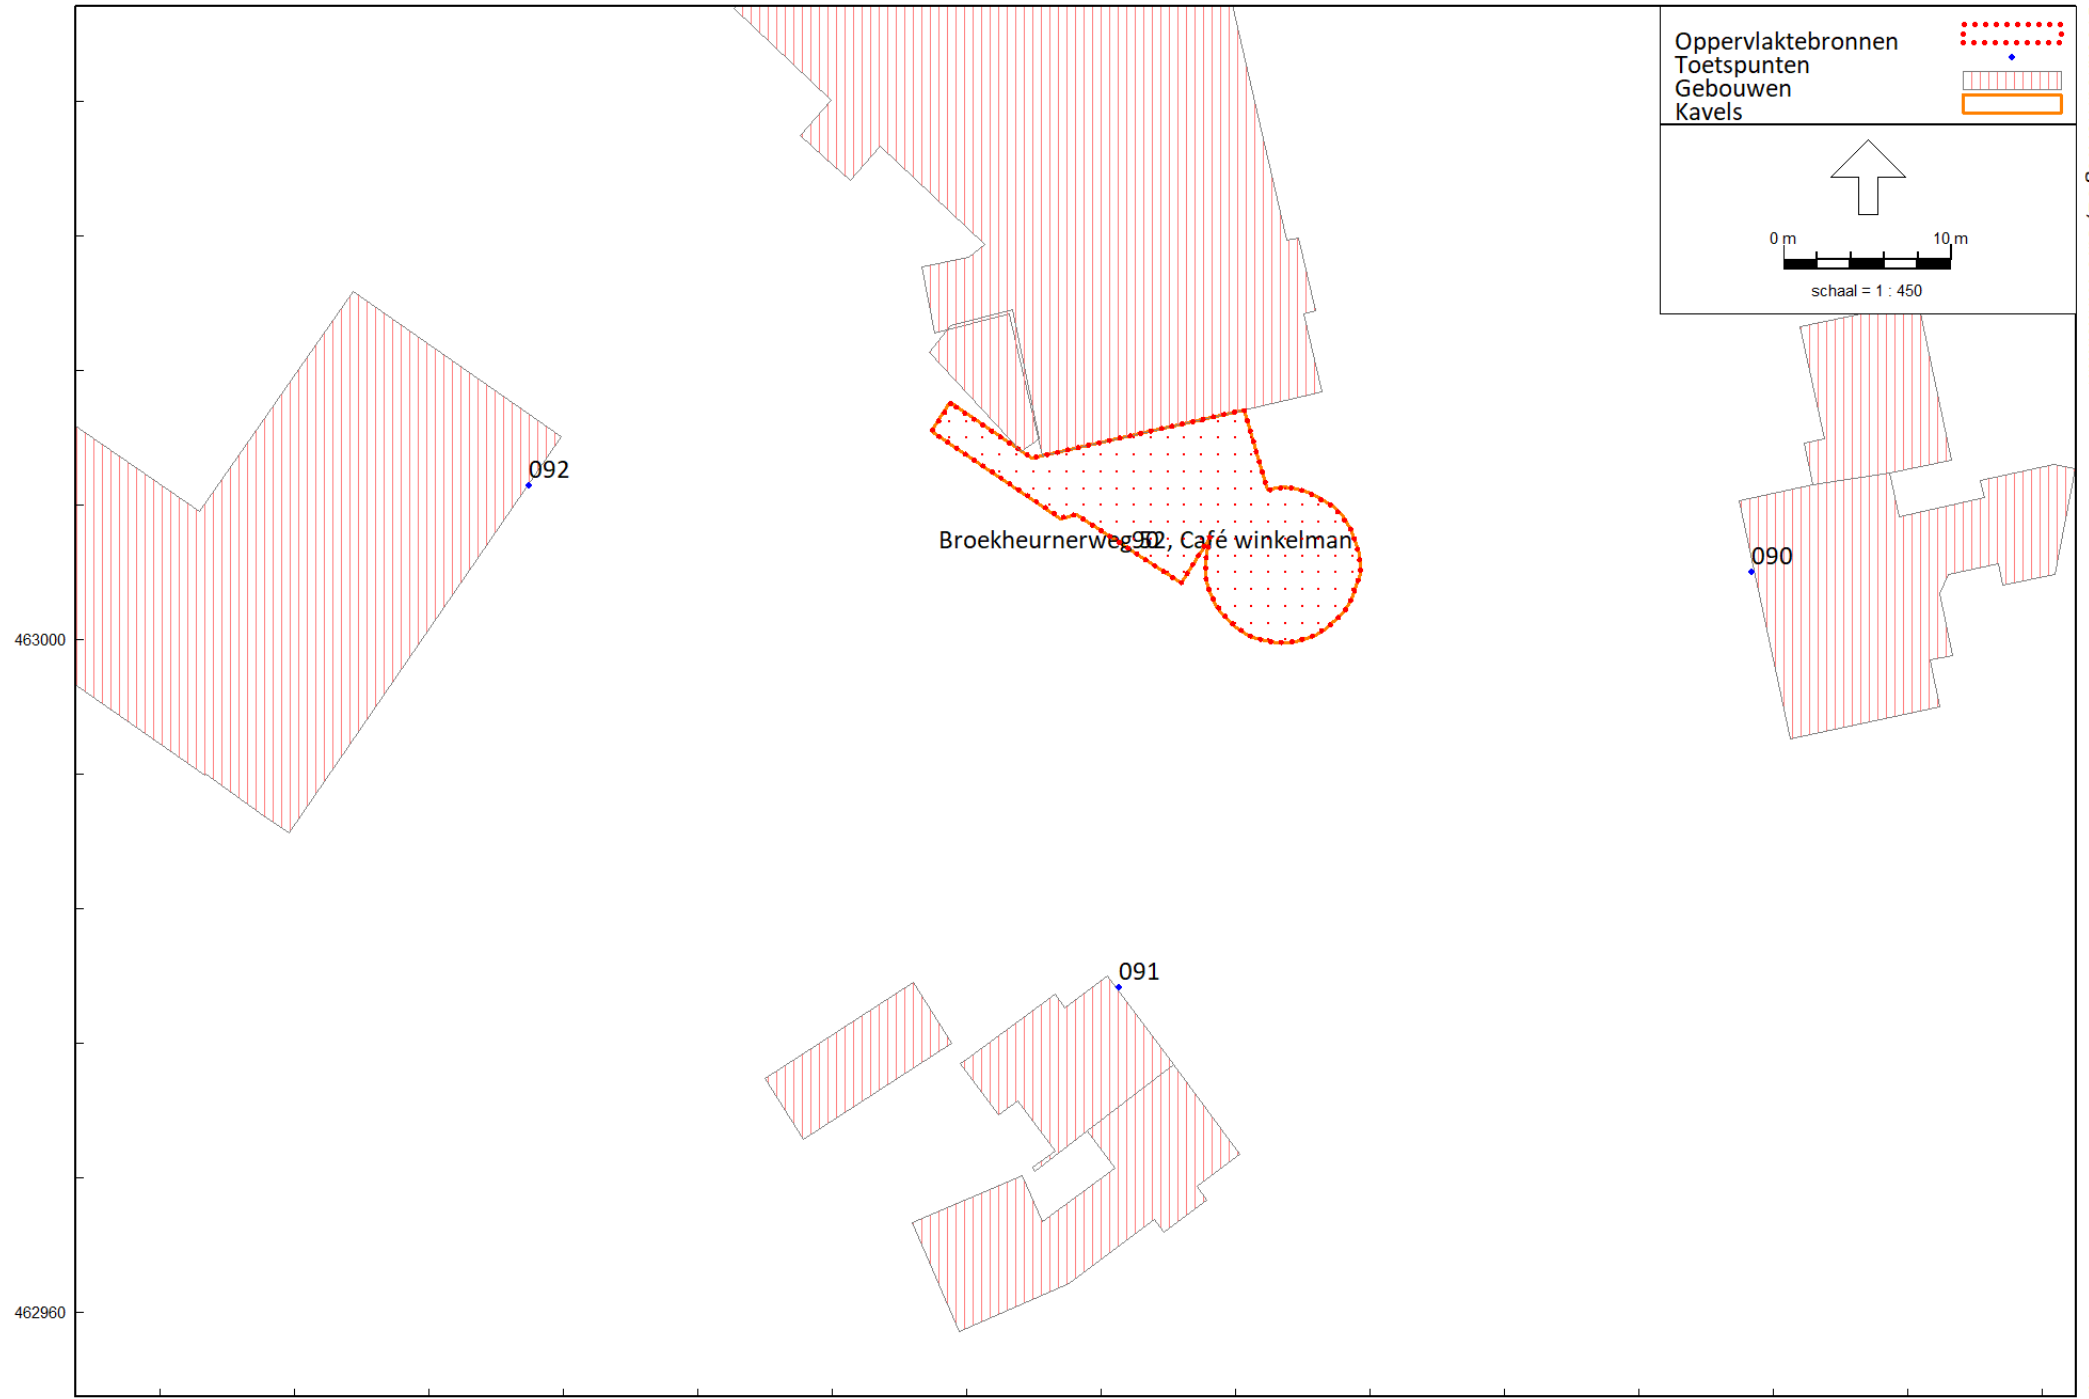 Oppervlaktebronnen
Toetspunten
Gebouwen
Kavels
0 m 10 m
schaal = 1 : 450
092
Broekheurnerweg 52, Café winkelman
090
463000
091
462960